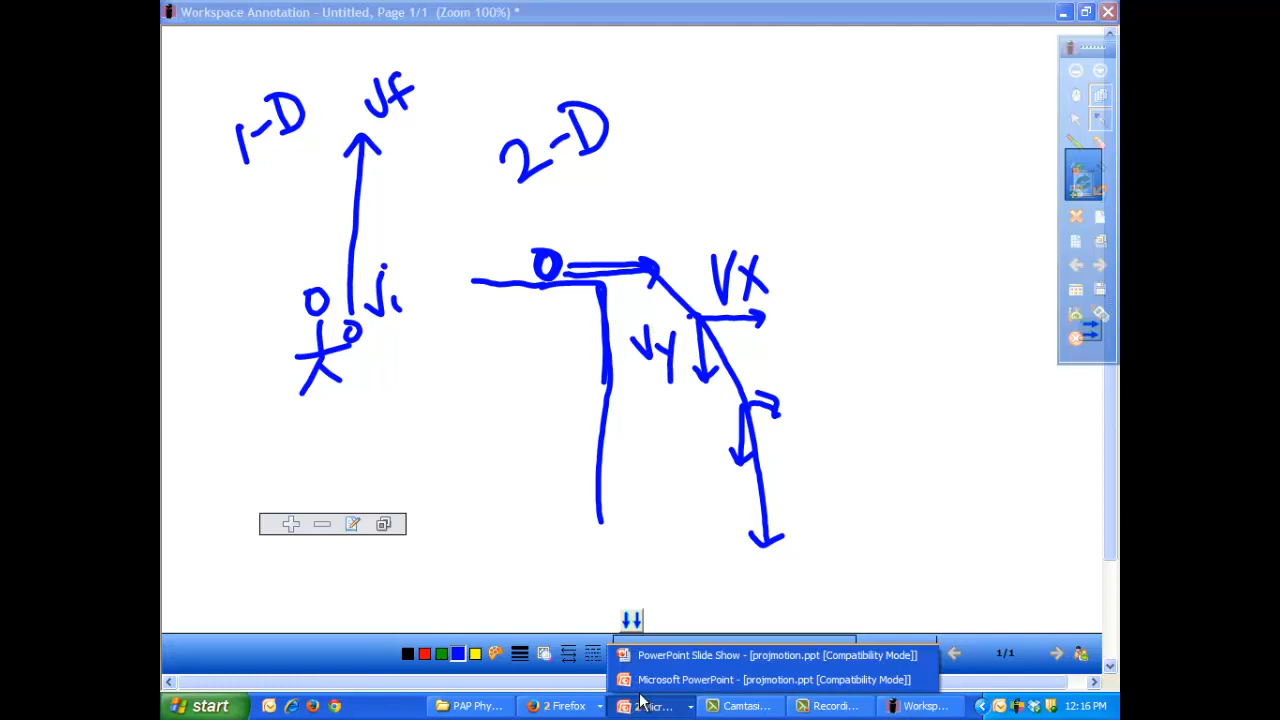 Workspace Annotation - Untitled, Page 1/1 (Zoom 100%) *
1-D
Vf
2-D
Vi
Vx
Vy
PowerPoint Slide Show - [projmotion.ppt [Compatibility Mode]]
Microsoft PowerPoint - [projmotion.ppt [Compatibility Mode]]
1/1
start
PAP Phy...
2 Firefox
Camtasi...
Recordi...
Worksp...
12:16 PM